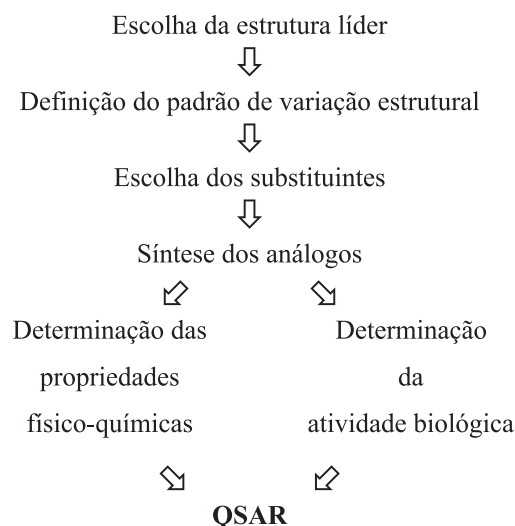 Escolha da estrutura líder
Definição do padrão de variação estrutural
Escolha dos substituintes
Síntese dos análogos
Determinação das
propriedades
físico-químicas
Determinação
da
atividade biológica
QSAR